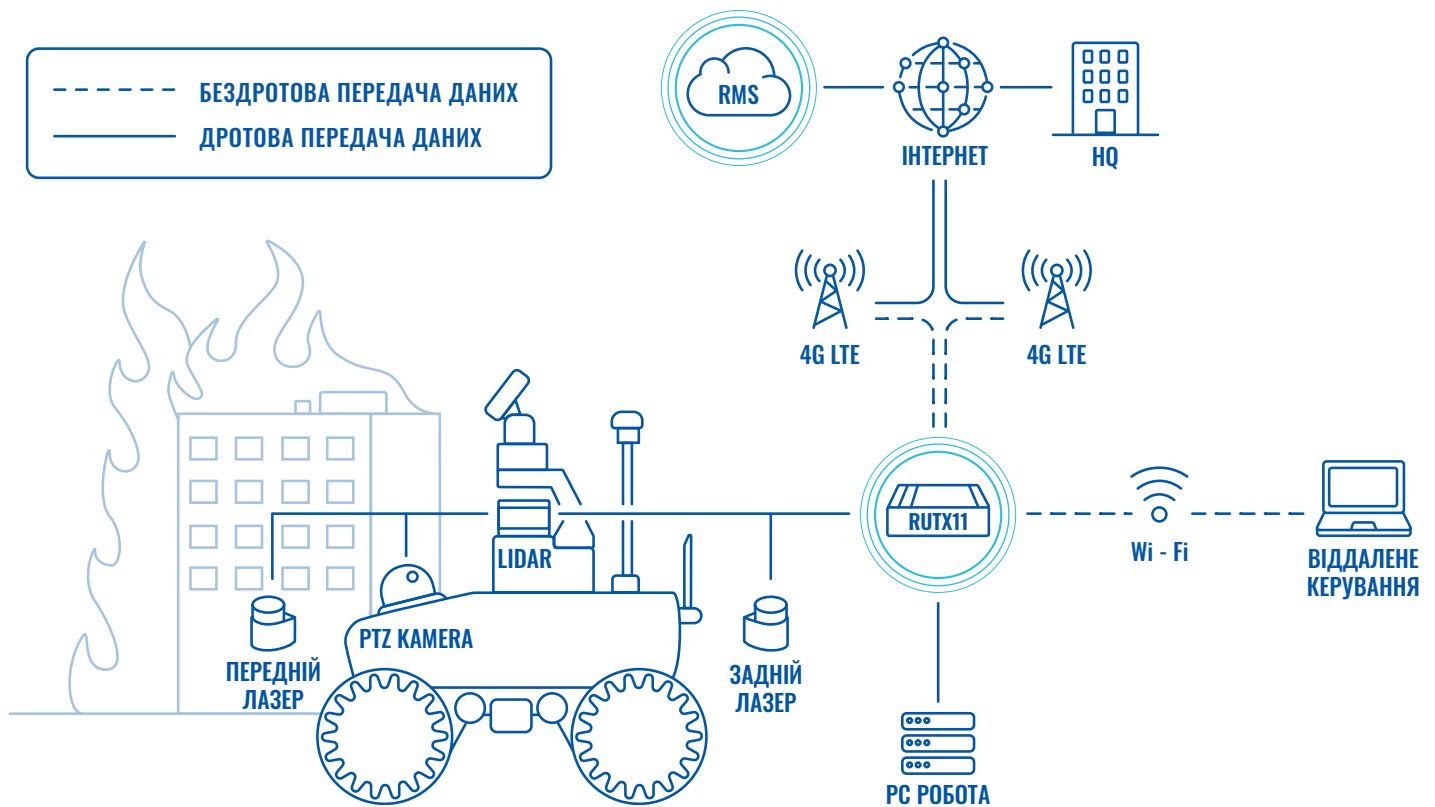 БЕЗДРОТОВА ПЕРЕДАЧА ДАНИХ
ДРОТОВА ПЕРЕДАЧА ДАНИХ
RMS
ІНТЕРНЕТ
HQ
4G LTE
4G LTE
RUTX11
Wi - Fi
ВІДДАЛЕНЕ
КЕРУВАННЯ
LIDAR
PTZ KAMERA
ПЕРЕДНІЙ
ЛАЗЕР
ЗАДНІЙ
ЛАЗЕР
PC РОБОТА